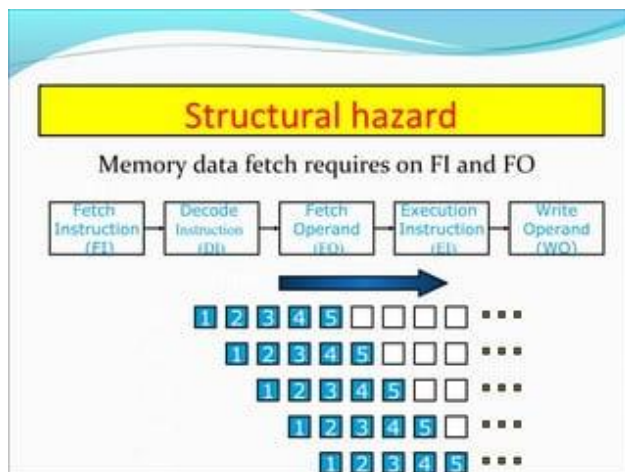 Structural hazard
Memory data fetch requires on FI and FO
Fetch Instruction (FI)
Decode Instruction (DI)
Fetch Operand (FO)
Execution Instruction (EI)
Write Operand (WO)
1 2 3 4 5
1 2 3 4 5
1 2 3 4 5
1 2 3 4 5
1 2 3 4 5